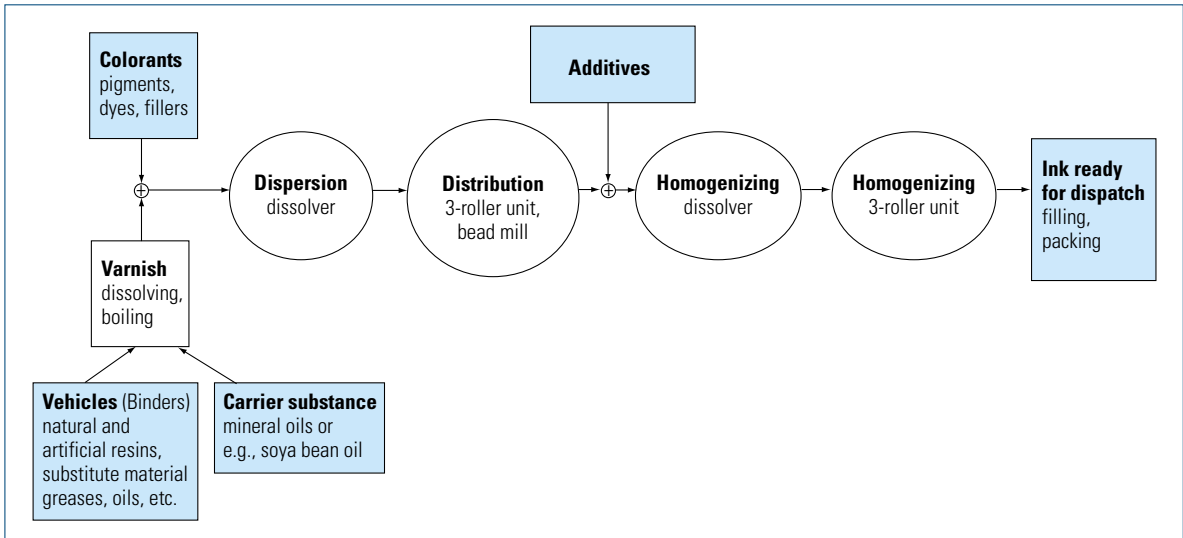 Colorants
pigments,
dyes, fillers
Additives
Dispersion
dissolver
Distribution
3-roller unit,
bead mill
Homogenizing
dissolver
Homogenizing
3-roller unit
Ink ready
for dispatch
filling,
packing
Varnish
dissolving,
boiling
Vehicles (Binders)
natural and
artificial resins,
substitute material
greases, oils, etc.
Carrier substance
mineral oils or
e.g., soya bean oil